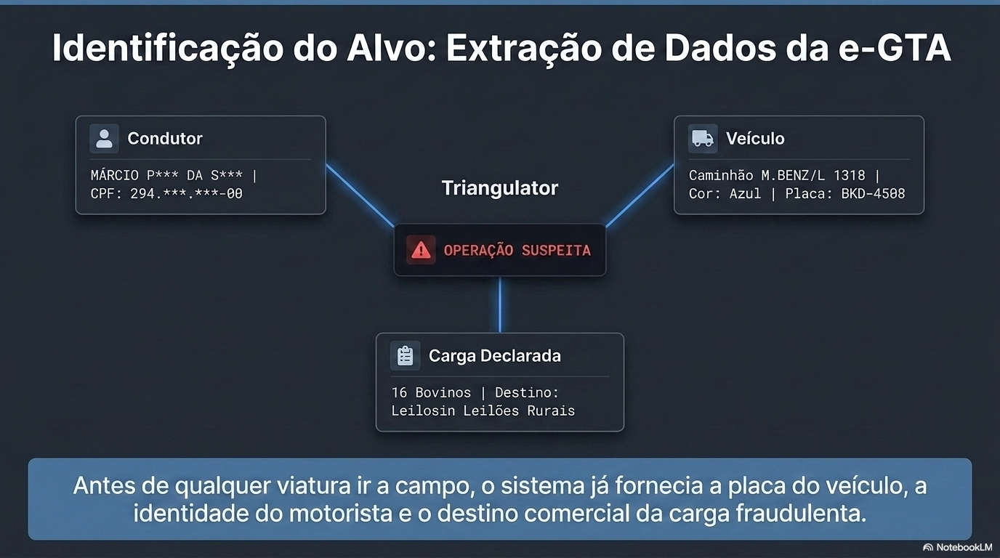 Identificação do Alvo: Extração de Dados da e-GTA
Condutor
MÁRCIO P*** DA S*** |
CPF: 294.***.***-00
Veículo
Caminhão M.BENZ/L 1318 |
Cor: Azul | Placa: BKD-4508
Triangulator
OPERAÇÃO SUSPEITA
Carga Declarada
16 Bovinos | Destino:
Leilosin Leilões Rurais
Antes de qualquer viatura ir a campo, o sistema já fornecia a placa do veículo, a
identidade do motorista e o destino comercial da carga fraudulenta.
NotebookLM